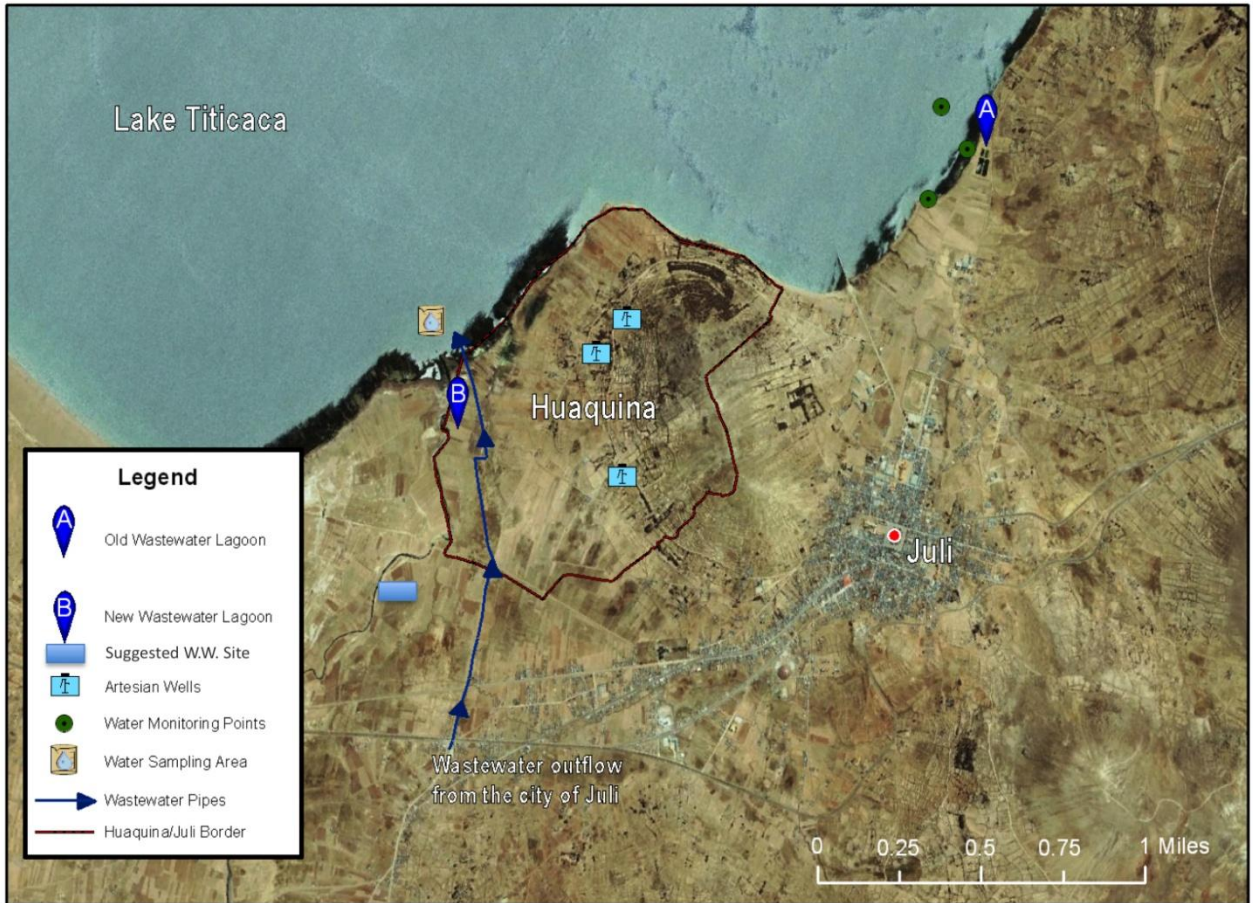 Lake Titicaca
A
B
Huaquina
Juli
Wastewater outflow
from the city of Juli
Legend
A
Old Wastewater Lagoon
B
New Wastewater Lagoon
Suggested W.W. Site
Artesian Wells
Water Monitoring Points
Water Sampling Area
Wastewater Pipes
Huaquina/Juli Border
0 0.25 0.5 0.75 1 Miles